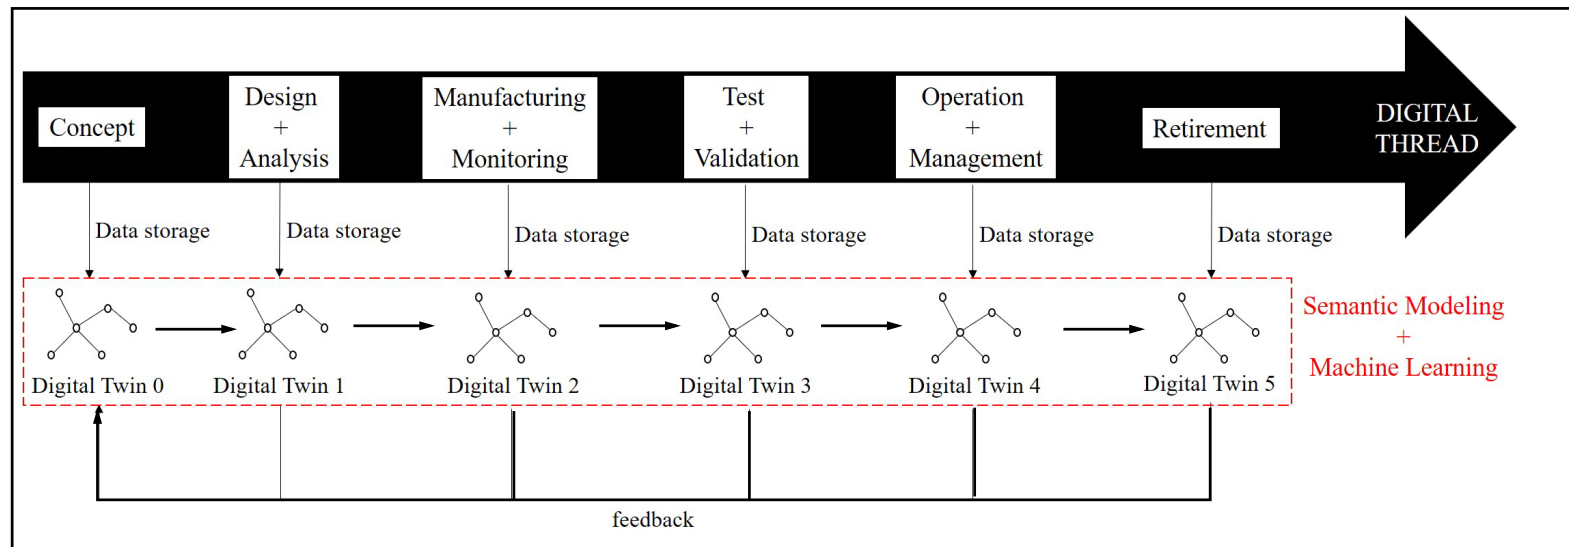 Concept
Design
+
Analysis
Manufacturing
+
Monitoring
Test
+
Validation
Operation
+
Management
Retirement
DIGITAL
THREAD
Data storage
Data storage
Data storage
Data storage
Data storage
Data storage
Digital Twin 0
Digital Twin 1
Digital Twin 2
Digital Twin 3
Digital Twin 4
Digital Twin 5
Semantic Modeling
+
Machine Learning
feedback